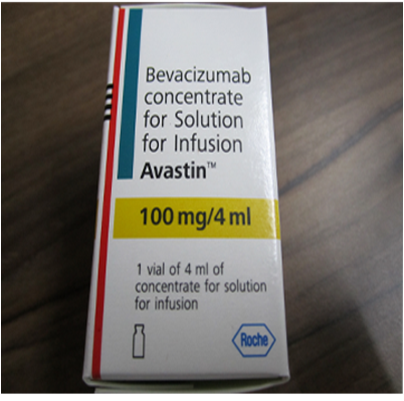 Bevacizumab
concentrate
for Solution
for Infusion
Avastin™
100 mg/4 ml
1 vial of 4 ml of
concentrate for solution
for infusion
Roche